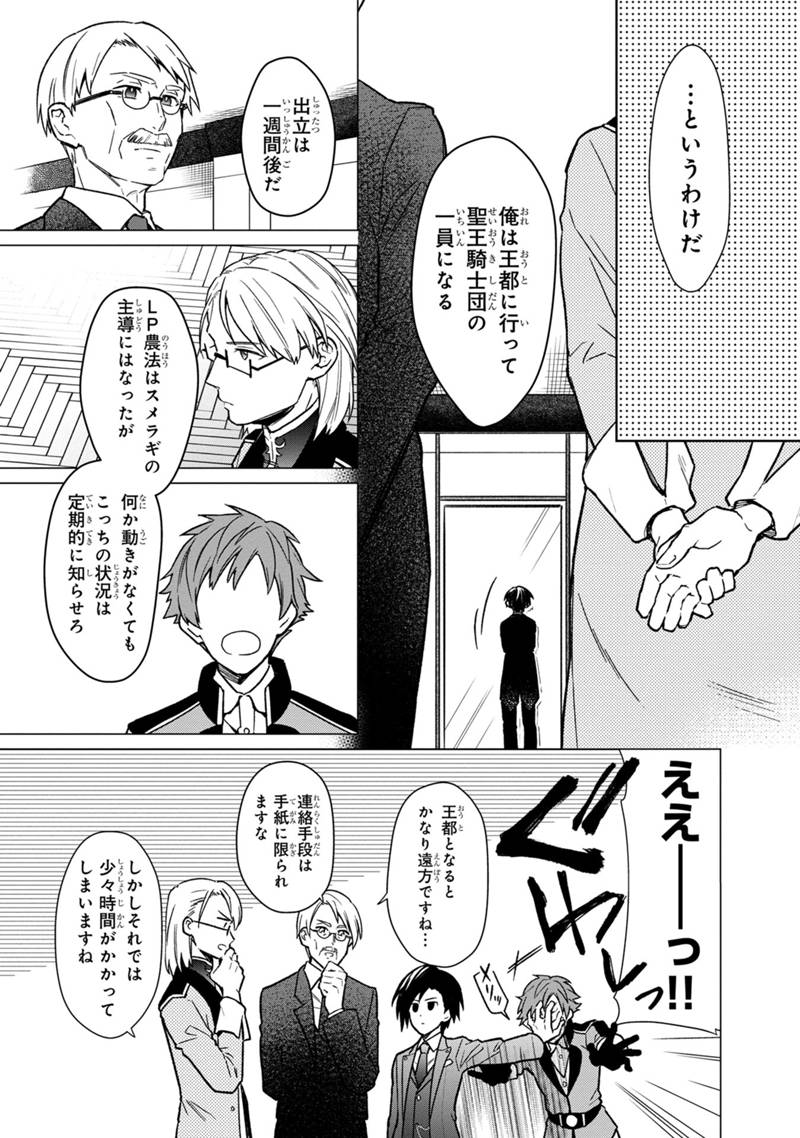 …というわけだ
俺は王都に行って
聖王騎士団の
一員になる
出立は
一週間後だ
LP農法はスメラギの
主導にはなったが
何か動きがなくても
こっちの状況は
定期的に知らせろ
ええーーっ!!
ぐ
い
っ
王都となると
かなり遠方ですね…
連絡手段は
手紙に限られ
ますな
しかしそれでは
少々時間がかかって
しまいますね